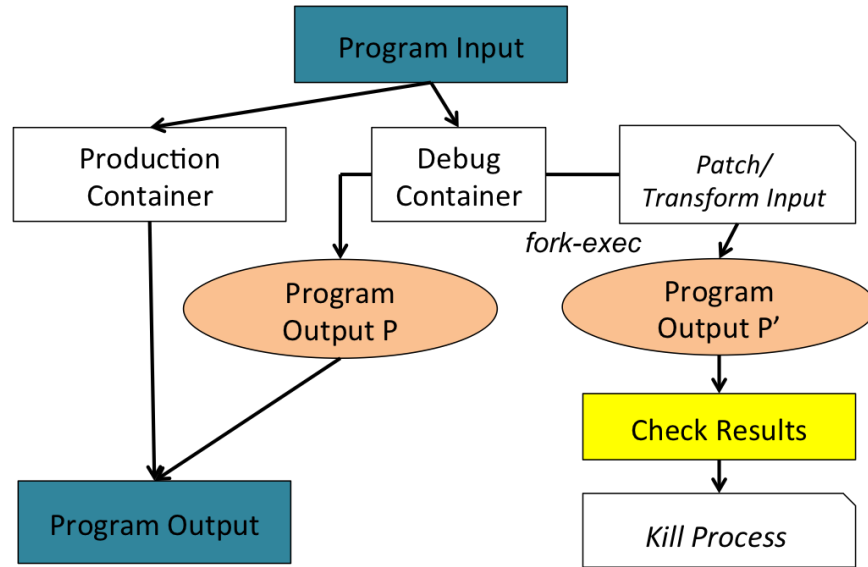 Program Input
Production
Container
Debug
Container
Patch/
Transform Input
fork-exec
Program
Output P
Program
Output P’
Check Results
Program Output
Kill Process